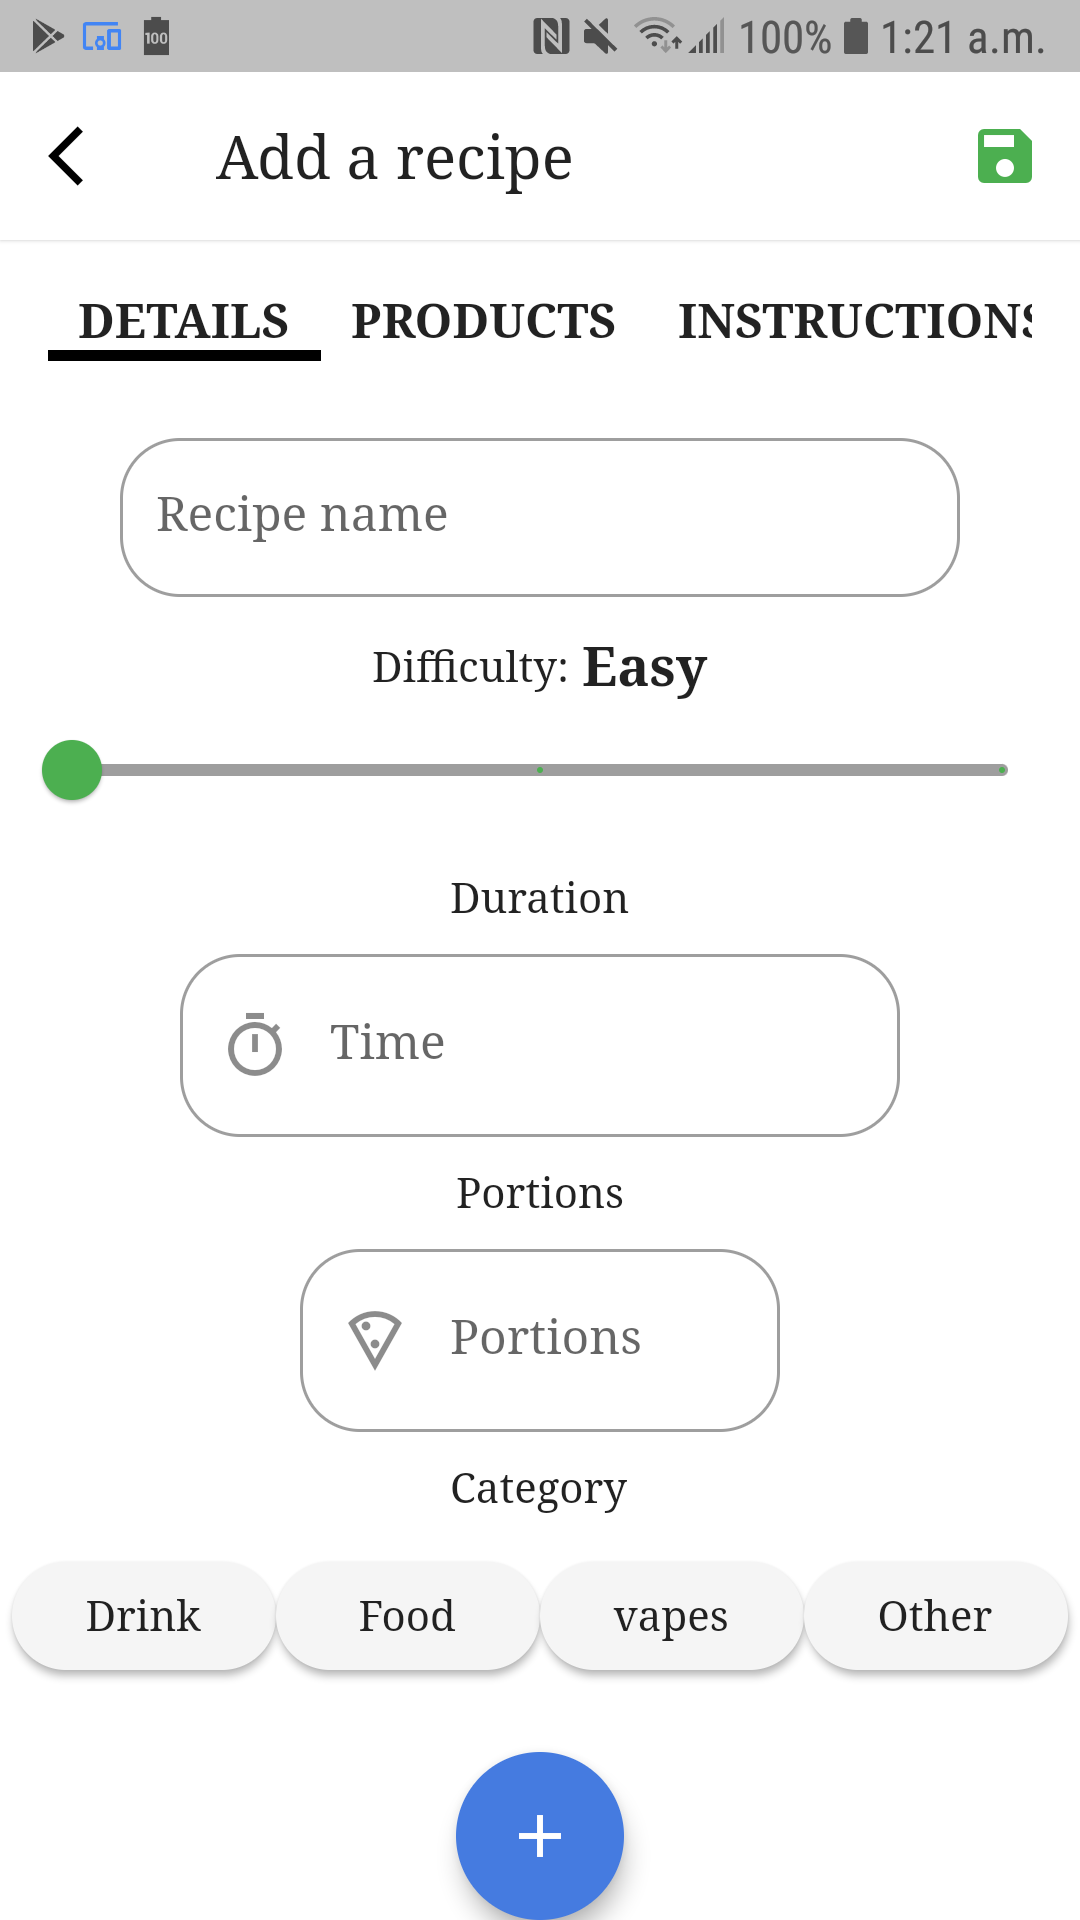 100 100% 1:21 a.m.
Add a recipe
DETAILS PRODUCTS INSTRUCTIONS
Recipe name
Difficulty: Easy
Duration
Time
Portions
Portions
Category
Drink Food vapes Other